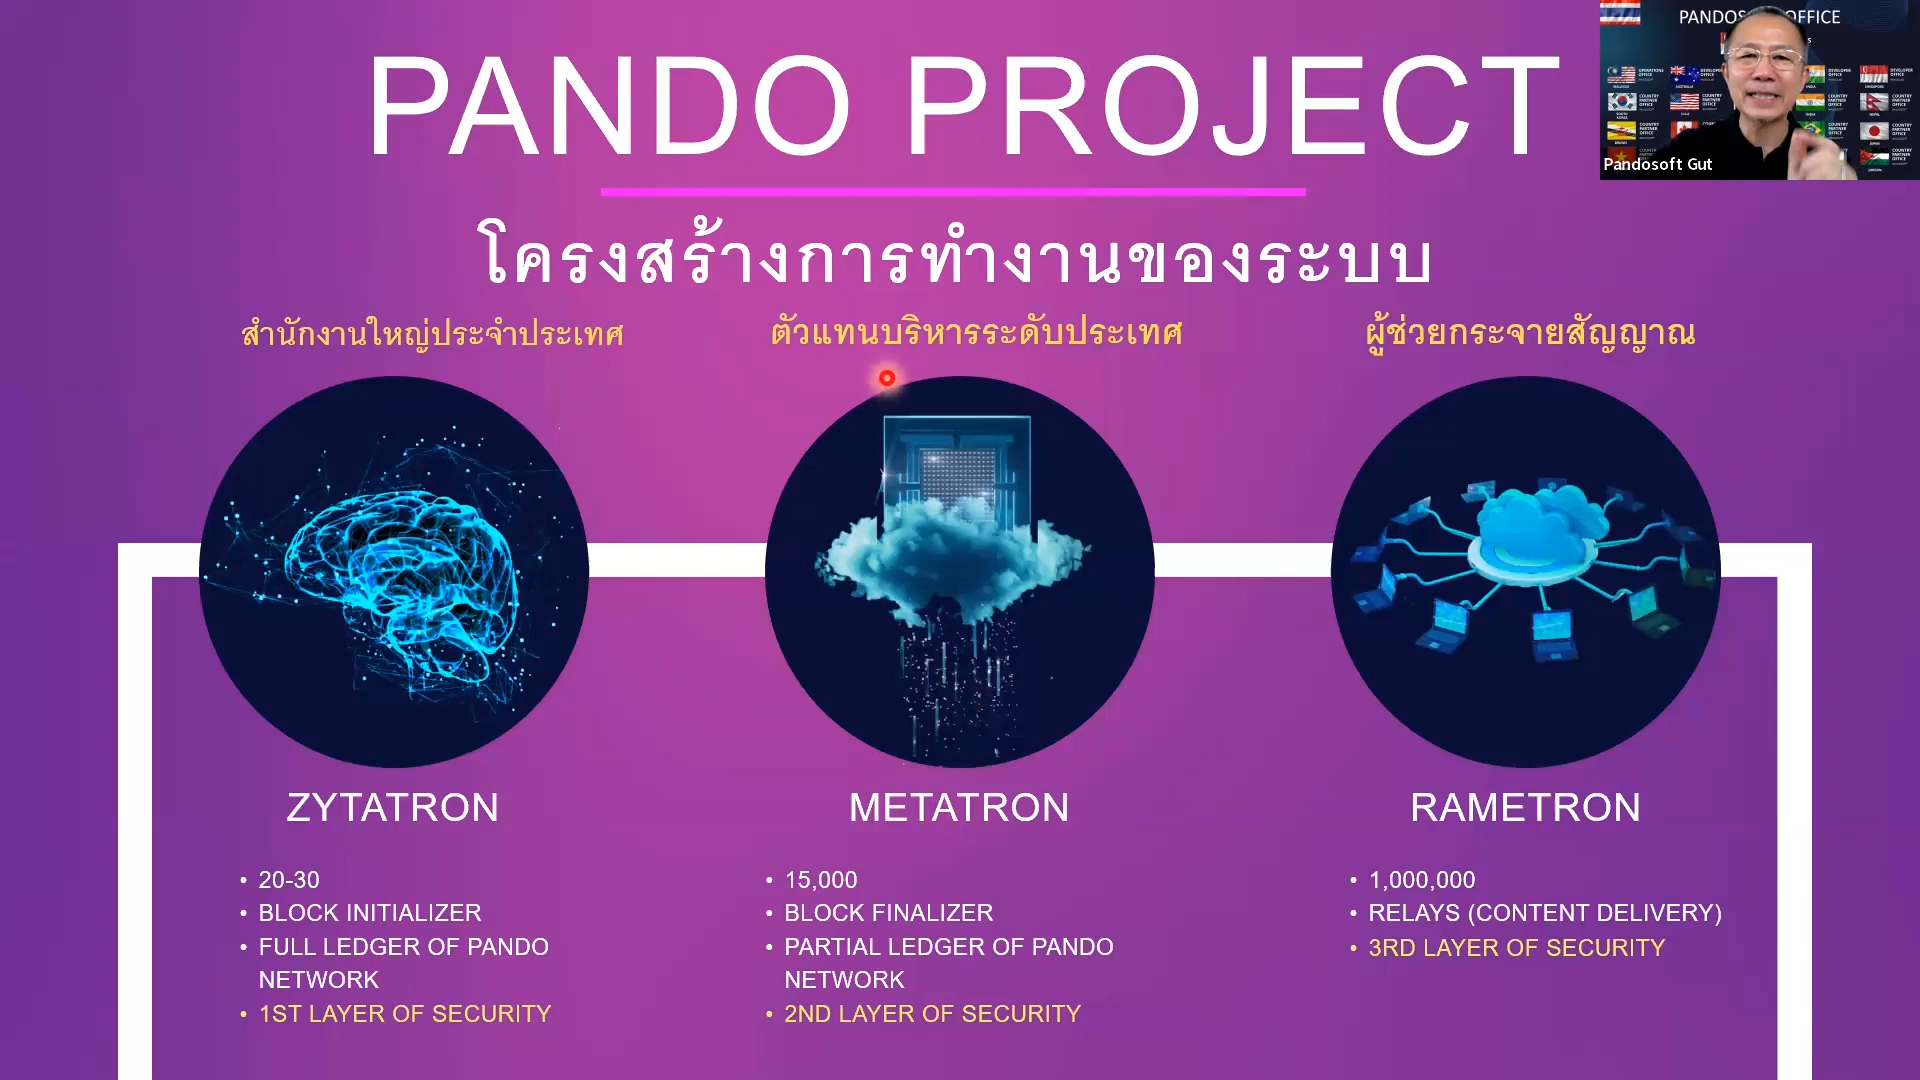 PANDO PROJECT
โครงสร้างการทำงานของระบบ
สำนักงานใหญ่ประจำประเทศ
ตัวแทนบริหารระดับประเทศ
ผู้ช่วยกระจายสัญญาณ
ZYTATRON
• 20-30
• BLOCK INITIALIZER
• FULL LEDGER OF PANDO
NETWORK
• 1ST LAYER OF SECURITY
METATRON
• 15,000
• BLOCK FINALIZER
• PARTIAL LEDGER OF PANDO
NETWORK
• 2ND LAYER OF SECURITY
RAMETRON
• 1,000,000
• RELAYS (CONTENT DELIVERY)
• 3RD LAYER OF SECURITY
Pandosoft Gut